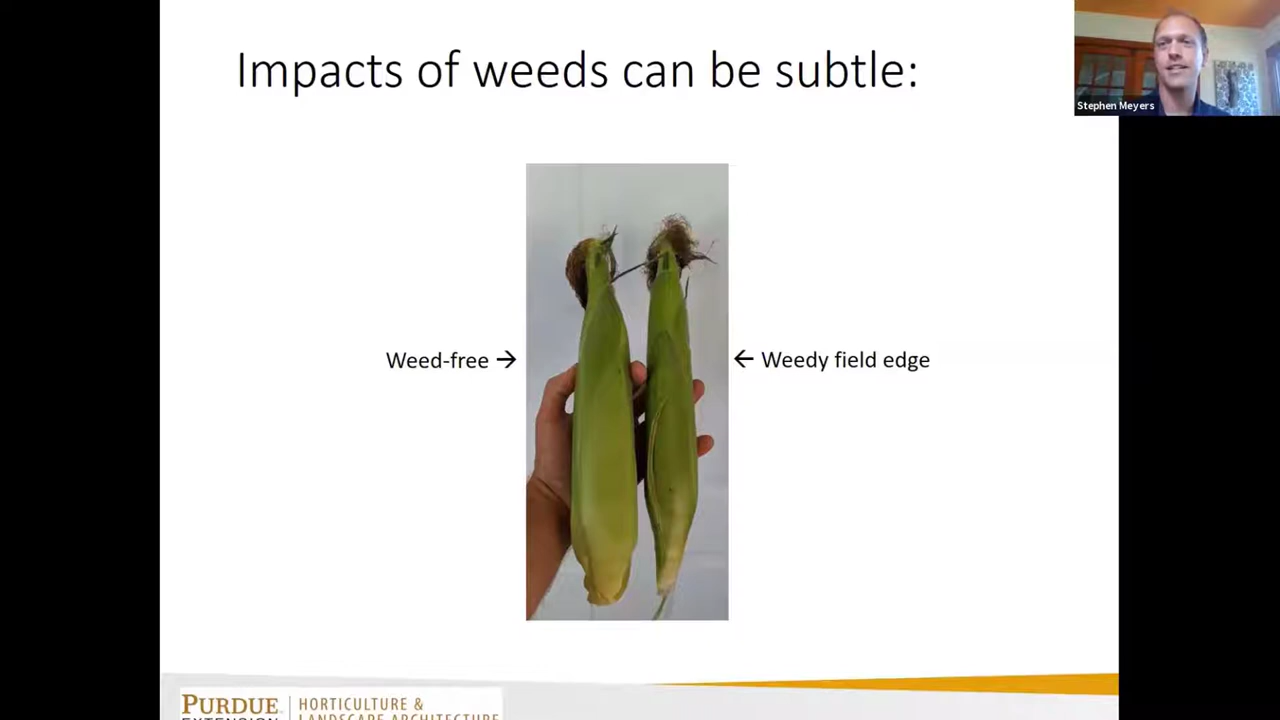 Impacts of weeds can be subtle:
Stephen Meyers
Weed-free →
← Weedy field edge
PURDUE
EXTENSION
HORTICULTURE &
LANDSCAPE ARCHITECTURE